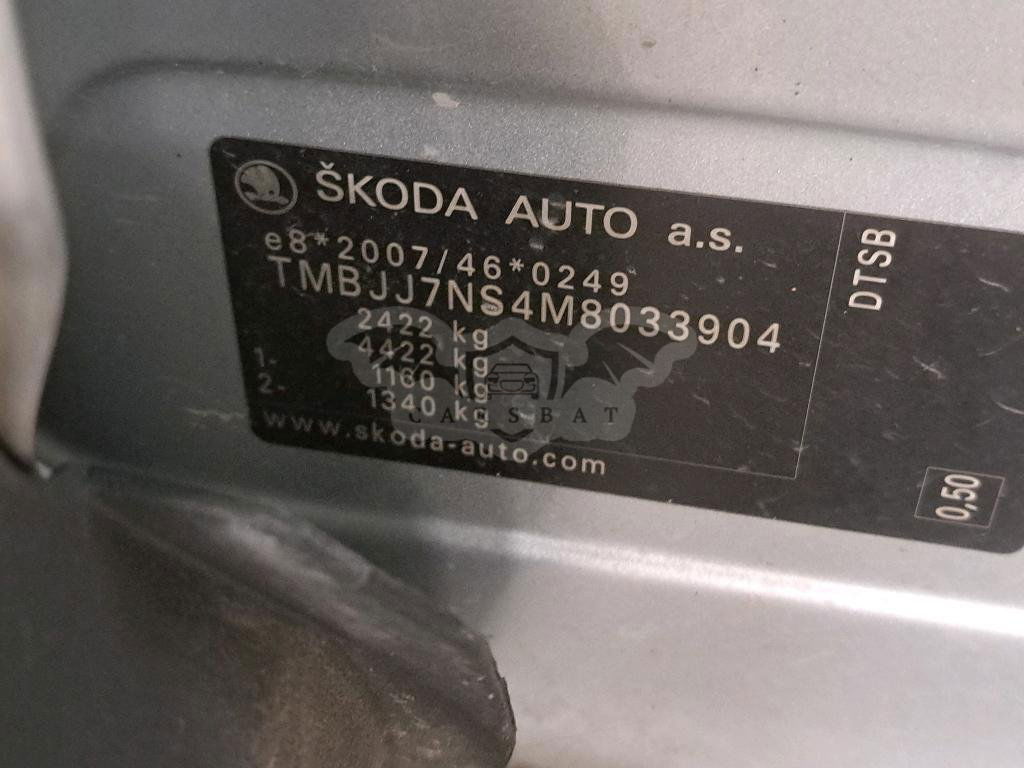 ŠKODA AUTO a.s.
e8*2007/46*0249
TMBJJ7NS4M8033904
2422 kg
4422 kg
1. 1160 kg
2. 1340 kg
www.skoda-auto.com
DTSB
0,50
CARSBAT